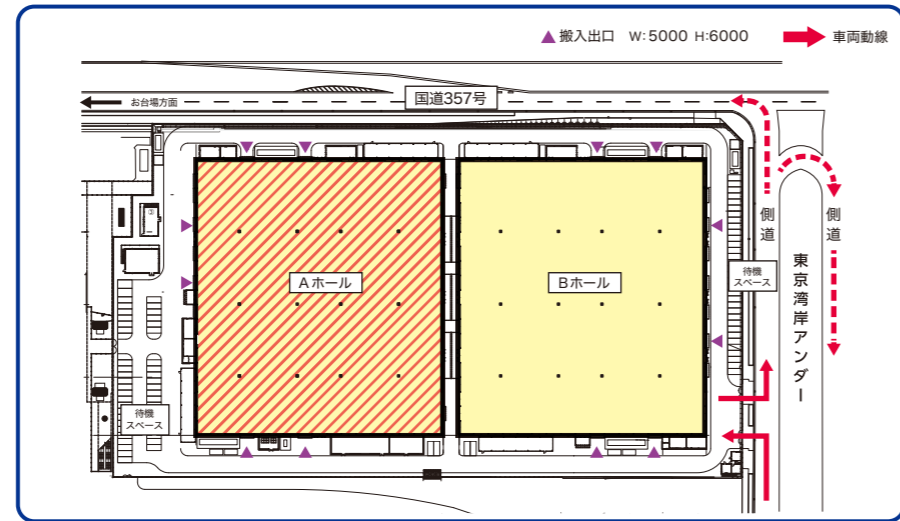 搬入出口 W:5000 H:6000
車両動線
お台場方面
国道357号
側道
側道
待機
スペース
東京湾岸アンダー
Aホール
Bホール
待機
スペース